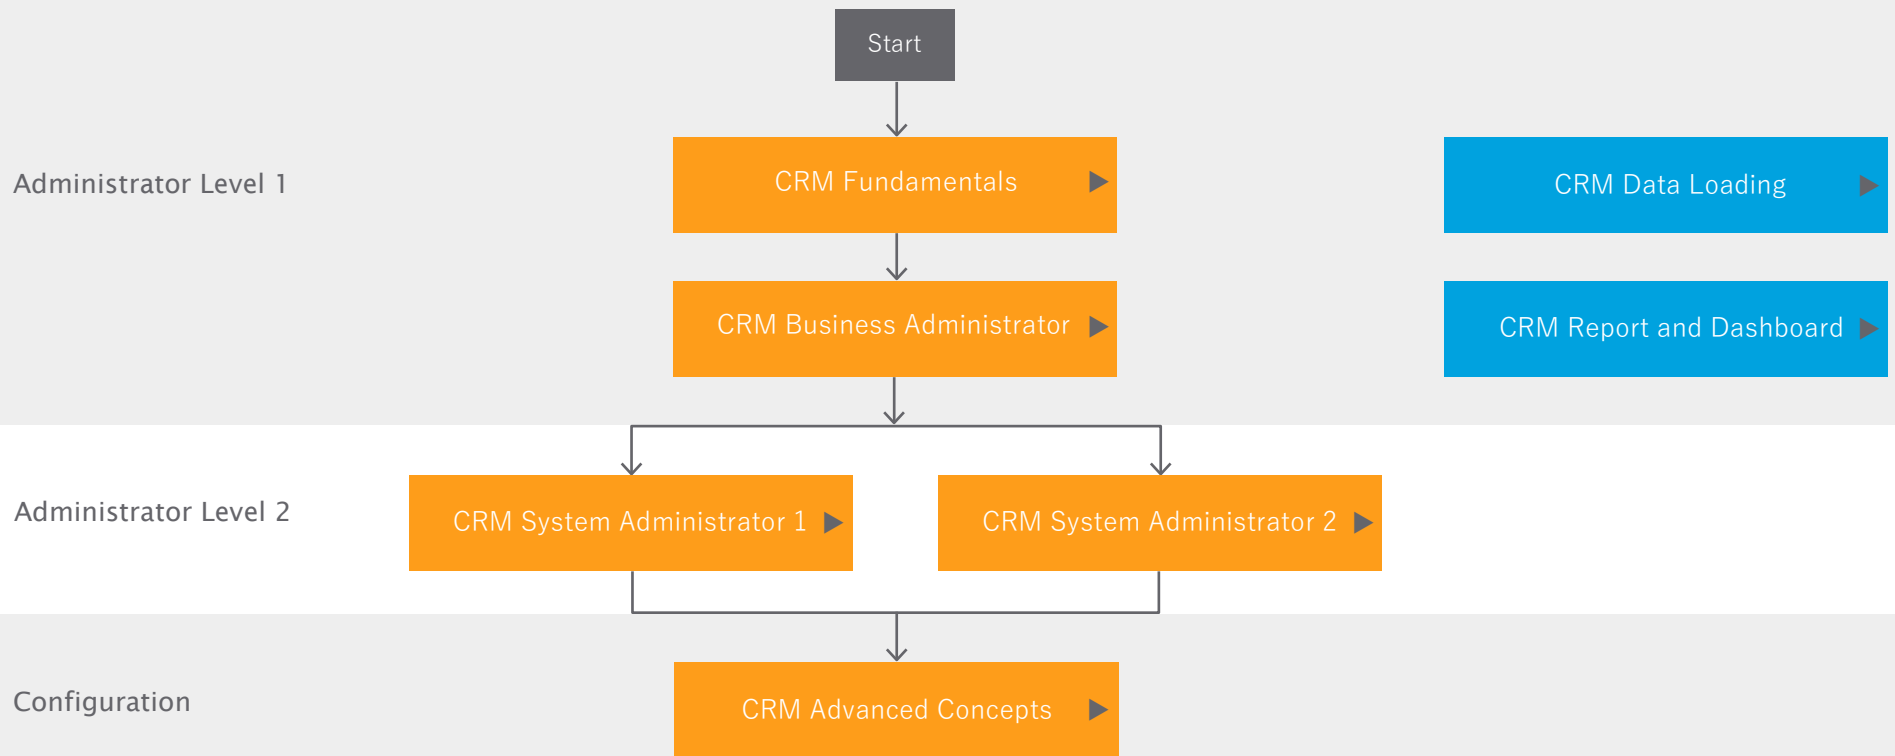 Start
Administrator Level 1
CRM Fundamentals
CRM Data Loading
CRM Business Administrator
CRM Report and Dashboard
Administrator Level 2
CRM System Administrator 1
CRM System Administrator 2
Configuration
CRM Advanced Concepts